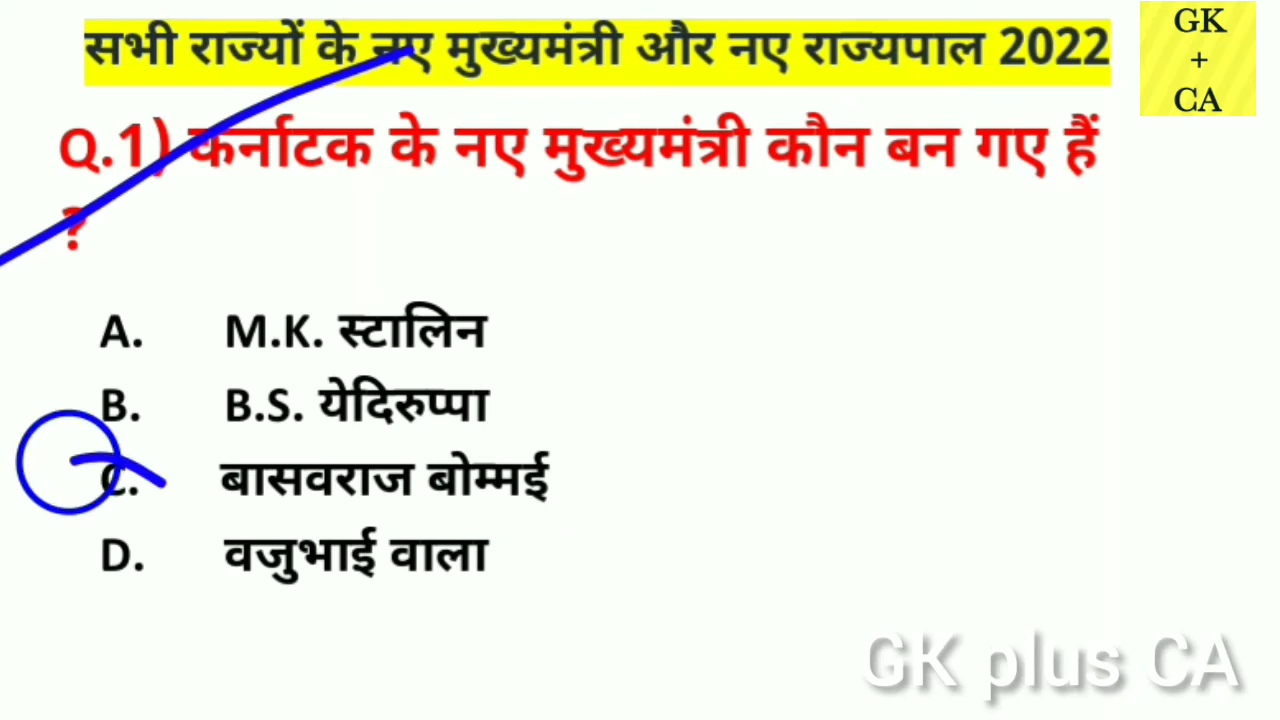 सभी राज्यों के नए मुख्यमंत्री और नए राज्यपाल 2022
GK
+
CA
Q.1) कर्नाटक के नए मुख्यमंत्री कौन बन गए हैं
?
A. M.K. स्टालिन
B. B.S. येदिरुप्पा
C. बासवराज बोम्मई
D. वजुभाई वाला
GK plus CA